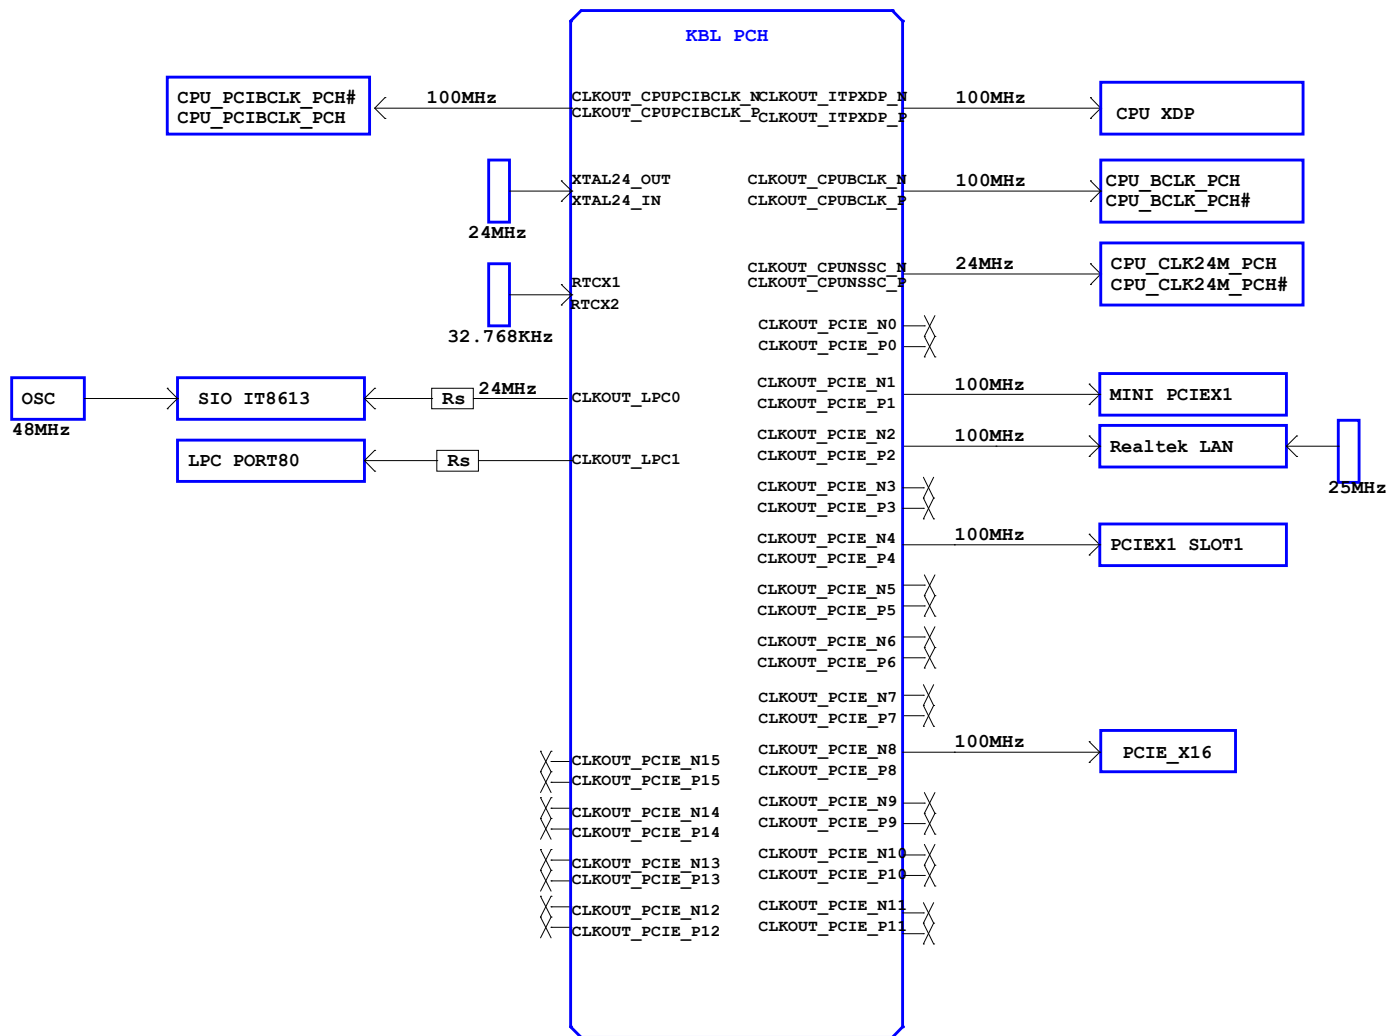 KBL PCH
CPU_PCIBCLK_PCH#
CPU_PCIBCLK_PCH
100MHz
CLKOUT_CPUPCIBCLK_N
CLKOUT_CPUPCIBCLK_P
CLKOUT_ITPXDP_N
CLKOUT_ITPXDP_P
100MHz
CPU XDP
24MHz
XTAL24_OUT
XTAL24_IN
CLKOUT_CPUBCLK_N
CLKOUT_CPUBCLK_P
100MHz
CPU_BCLK_PCH
CPU_BCLK_PCH#
32.768KHz
RTCX1
RTCX2
CLKOUT_CPUNSSC_N
CLKOUT_CPUNSSC_P
24MHz
CPU_CLK24M_PCH
CPU_CLK24M_PCH#
CLKOUT_PCIE_N0
CLKOUT_PCIE_P0
OSC
48MHz
SIO IT8613
Rs
24MHz
CLKOUT_LPC0
CLKOUT_PCIE_N1
CLKOUT_PCIE_P1
100MHz
MINI PCIEX1
LPC PORT80
Rs
CLKOUT_LPC1
CLKOUT_PCIE_N2
CLKOUT_PCIE_P2
100MHz
Realtek LAN
25MHz
CLKOUT_PCIE_N3
CLKOUT_PCIE_P3
CLKOUT_PCIE_N4
CLKOUT_PCIE_P4
100MHz
PCIEX1 SLOT1
CLKOUT_PCIE_N5
CLKOUT_PCIE_P5
CLKOUT_PCIE_N6
CLKOUT_PCIE_P6
CLKOUT_PCIE_N7
CLKOUT_PCIE_P7
CLKOUT_PCIE_N8
CLKOUT_PCIE_P8
100MHz
PCIE_X16
CLKOUT_PCIE_N15
CLKOUT_PCIE_P15
CLKOUT_PCIE_N9
CLKOUT_PCIE_P9
CLKOUT_PCIE_N14
CLKOUT_PCIE_P14
CLKOUT_PCIE_N10
CLKOUT_PCIE_P10
CLKOUT_PCIE_N13
CLKOUT_PCIE_P13
CLKOUT_PCIE_N11
CLKOUT_PCIE_P11
CLKOUT_PCIE_N12
CLKOUT_PCIE_P12